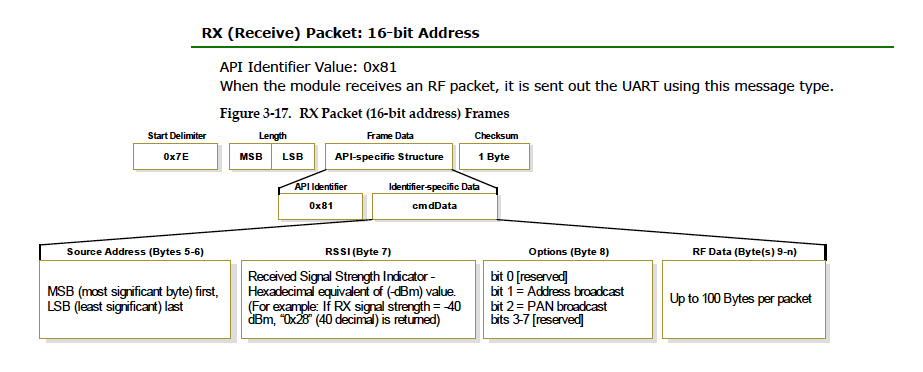 RX (Receive) Packet: 16-bit Address
API Identifier Value: 0x81
When the module receives an RF packet, it is sent out the UART using this message type.
Figure 3-17. RX Packet (16-bit address) Frames
Start Delimiter
Length
Frame Data
Checksum
0x7E
MSB
LSB
API-specific Structure
1 Byte
API Identifier
Identifier-specific Data
0x81
cmdData
Source Address (Bytes 5-6)
MSB (most significant byte) first,
LSB (least significant) last
RSSI (Byte 7)
Received Signal Strength Indicator -
Hexadecimal equivalent of (-dBm) value.
(For example: If RX signal strength = -40
dBm, “0x28” (40 decimal) is returned)
Options (Byte 8)
bit 0 [reserved]
bit 1 = Address broadcast
bit 2 = PAN broadcast
bits 3-7 [reserved]
RF Data (Byte(s) 9-n)
Up to 100 Bytes per packet